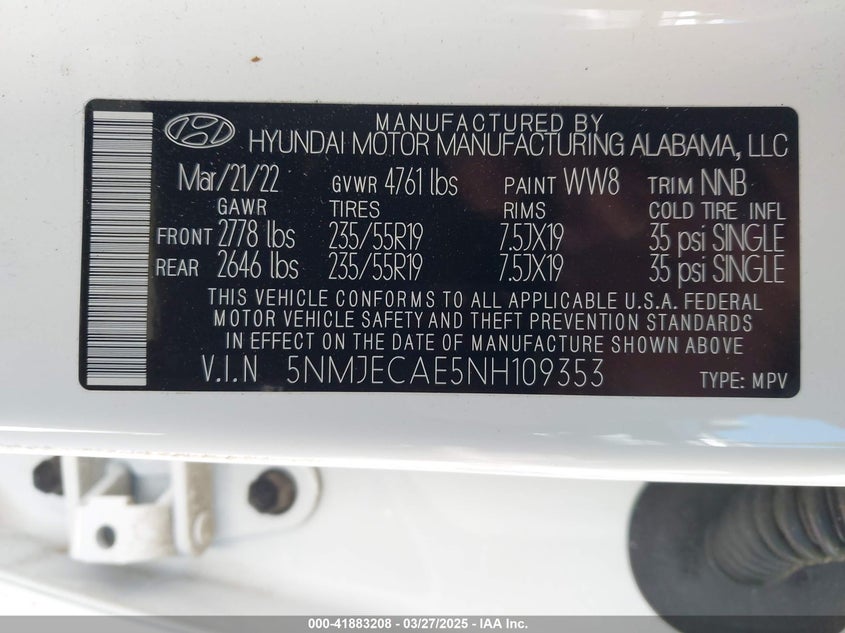 MANUFACTURED BY
HYUNDAI MOTOR MANUFACTURING ALABAMA, LLC
Mar/21/22 GVWR 4761 lbs PAINT WW8 TRIM NNB
GAWR TIRES RIMS COLD TIRE INFL
FRONT 2778 lbs 235/55R19 7.5JX19 35 psi SINGLE
REAR 2646 lbs 235/55R19 7.5JX19 35 psi SINGLE
THIS VEHICLE CONFORMS TO ALL APPLICABLE U.S.A. FEDERAL
MOTOR VEHICLE SAFETY AND THEFT PREVENTION STANDARDS
IN EFFECT ON THE DATE OF MANUFACTURE SHOWN ABOVE
V.I.N 5NMJECAE5NH109353 TYPE: MPV
000-41883208 - 03/27/2025 - IAA Inc.